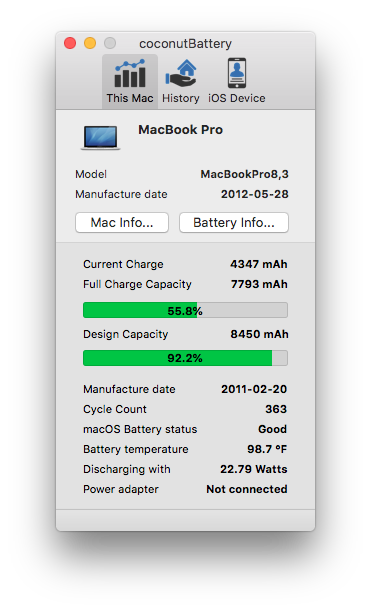 coconutBattery
This Mac History iOS Device
MacBook Pro
Model MacBookPro8,3
Manufacture date 2012-05-28
Mac Info... Battery Info...
Current Charge 4347 mAh
Full Charge Capacity 7793 mAh
55.8%
Design Capacity 8450 mAh
92.2%
Manufacture date 2011-02-20
Cycle Count 363
macOS Battery status Good
Battery temperature 98.7 °F
Discharging with 22.79 Watts
Power adapter Not connected